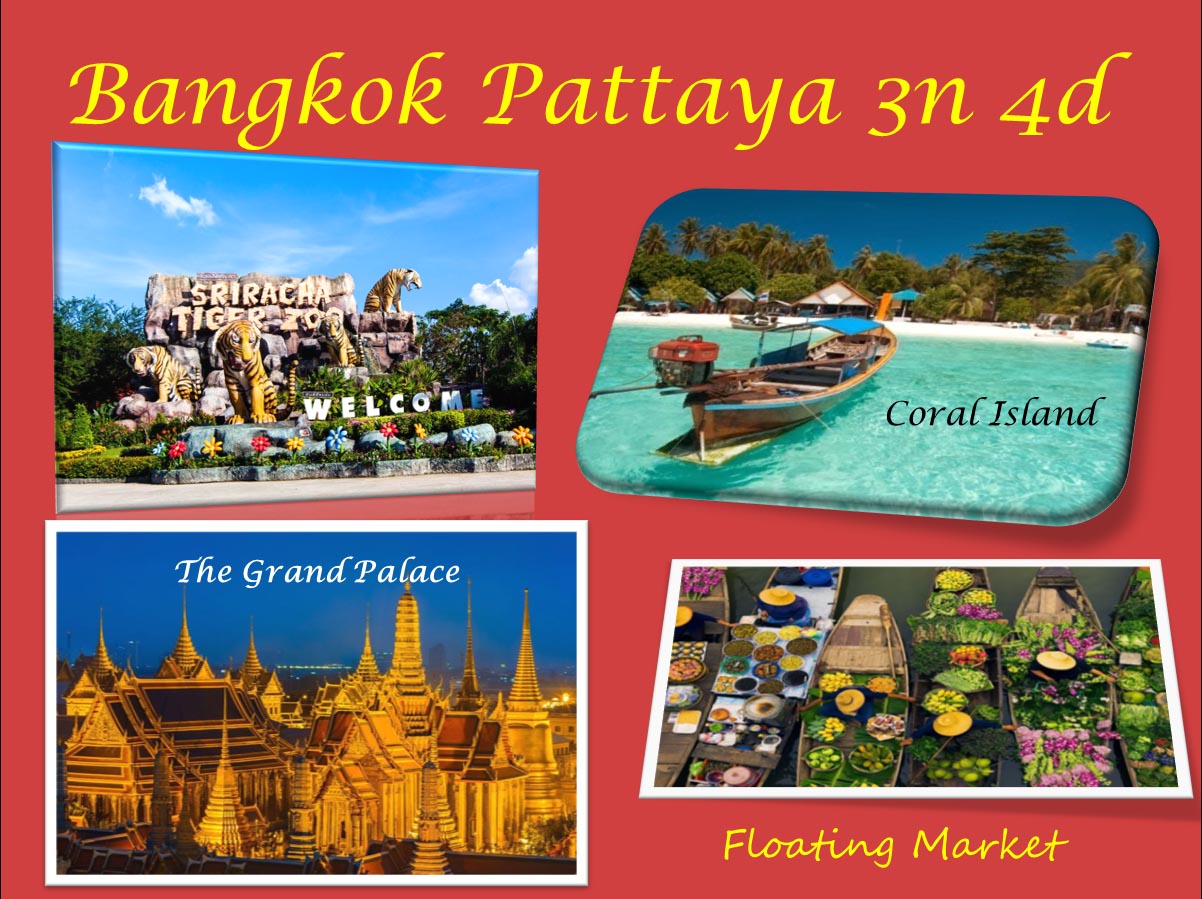 Bangkok Pattaya 3n 4d
SRIRACHA
TIGER ZOO
WELCOME
Coral Island
The Grand Palace
Floating Market